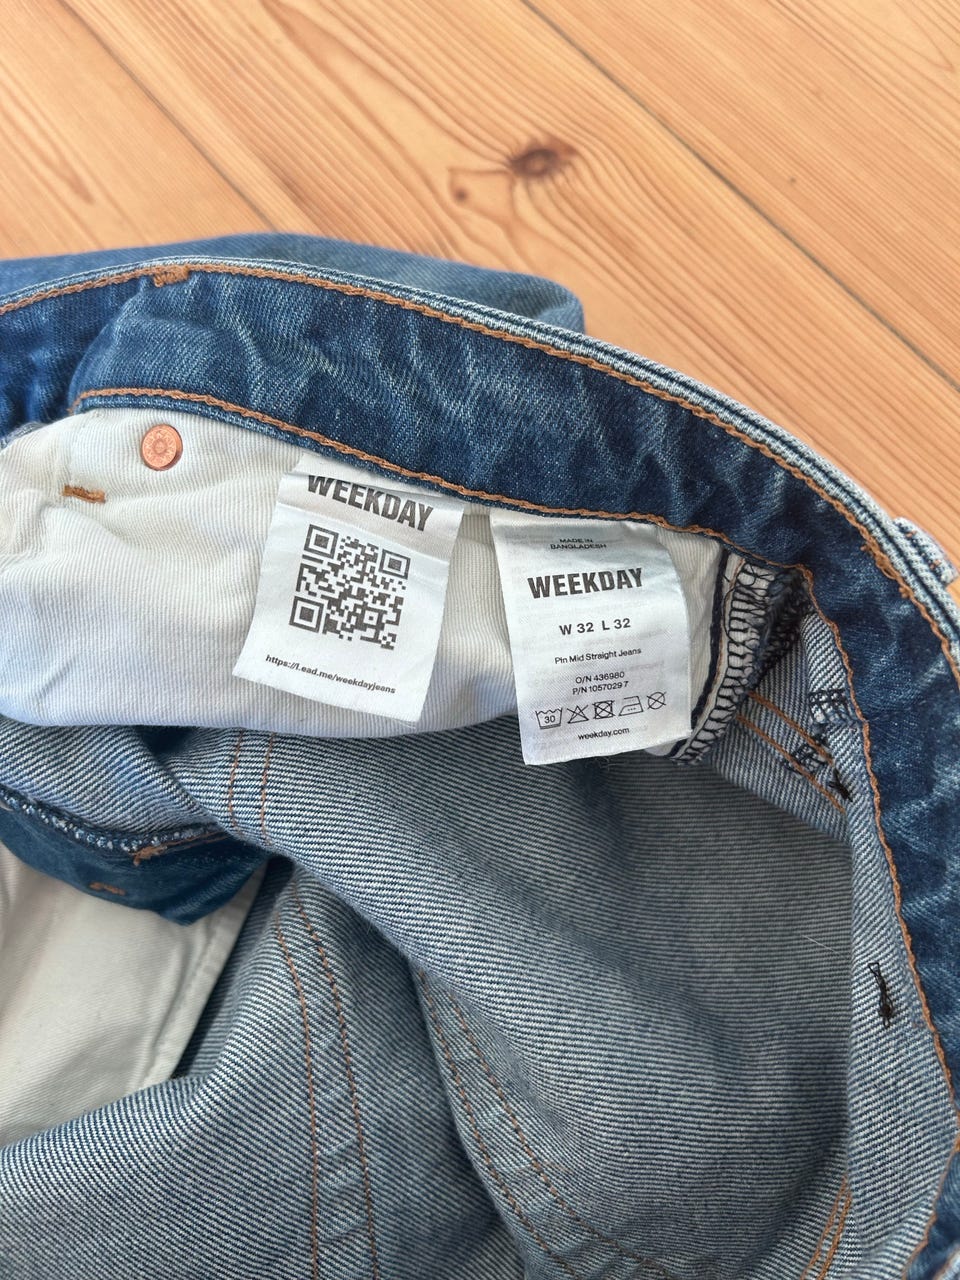 WEEKDAY
https://l.ead.me/weekdayjeans
MADE IN
BANGLADESH
WEEKDAY
W 32 L 32
Pin Mid Straight Jeans
O/N 436980
P/N 1057029 7
30
weekday.com